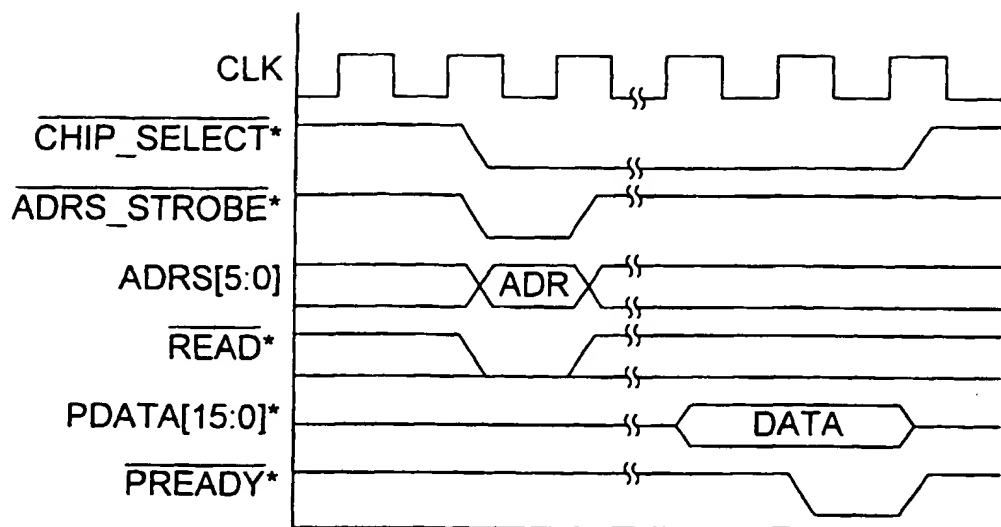 CLK
CHIP_SELECT*
ADRS_STROBE*
ADRS[5:0]
ADR
READ*
PDATA[15:0]*
DATA
PREADY*